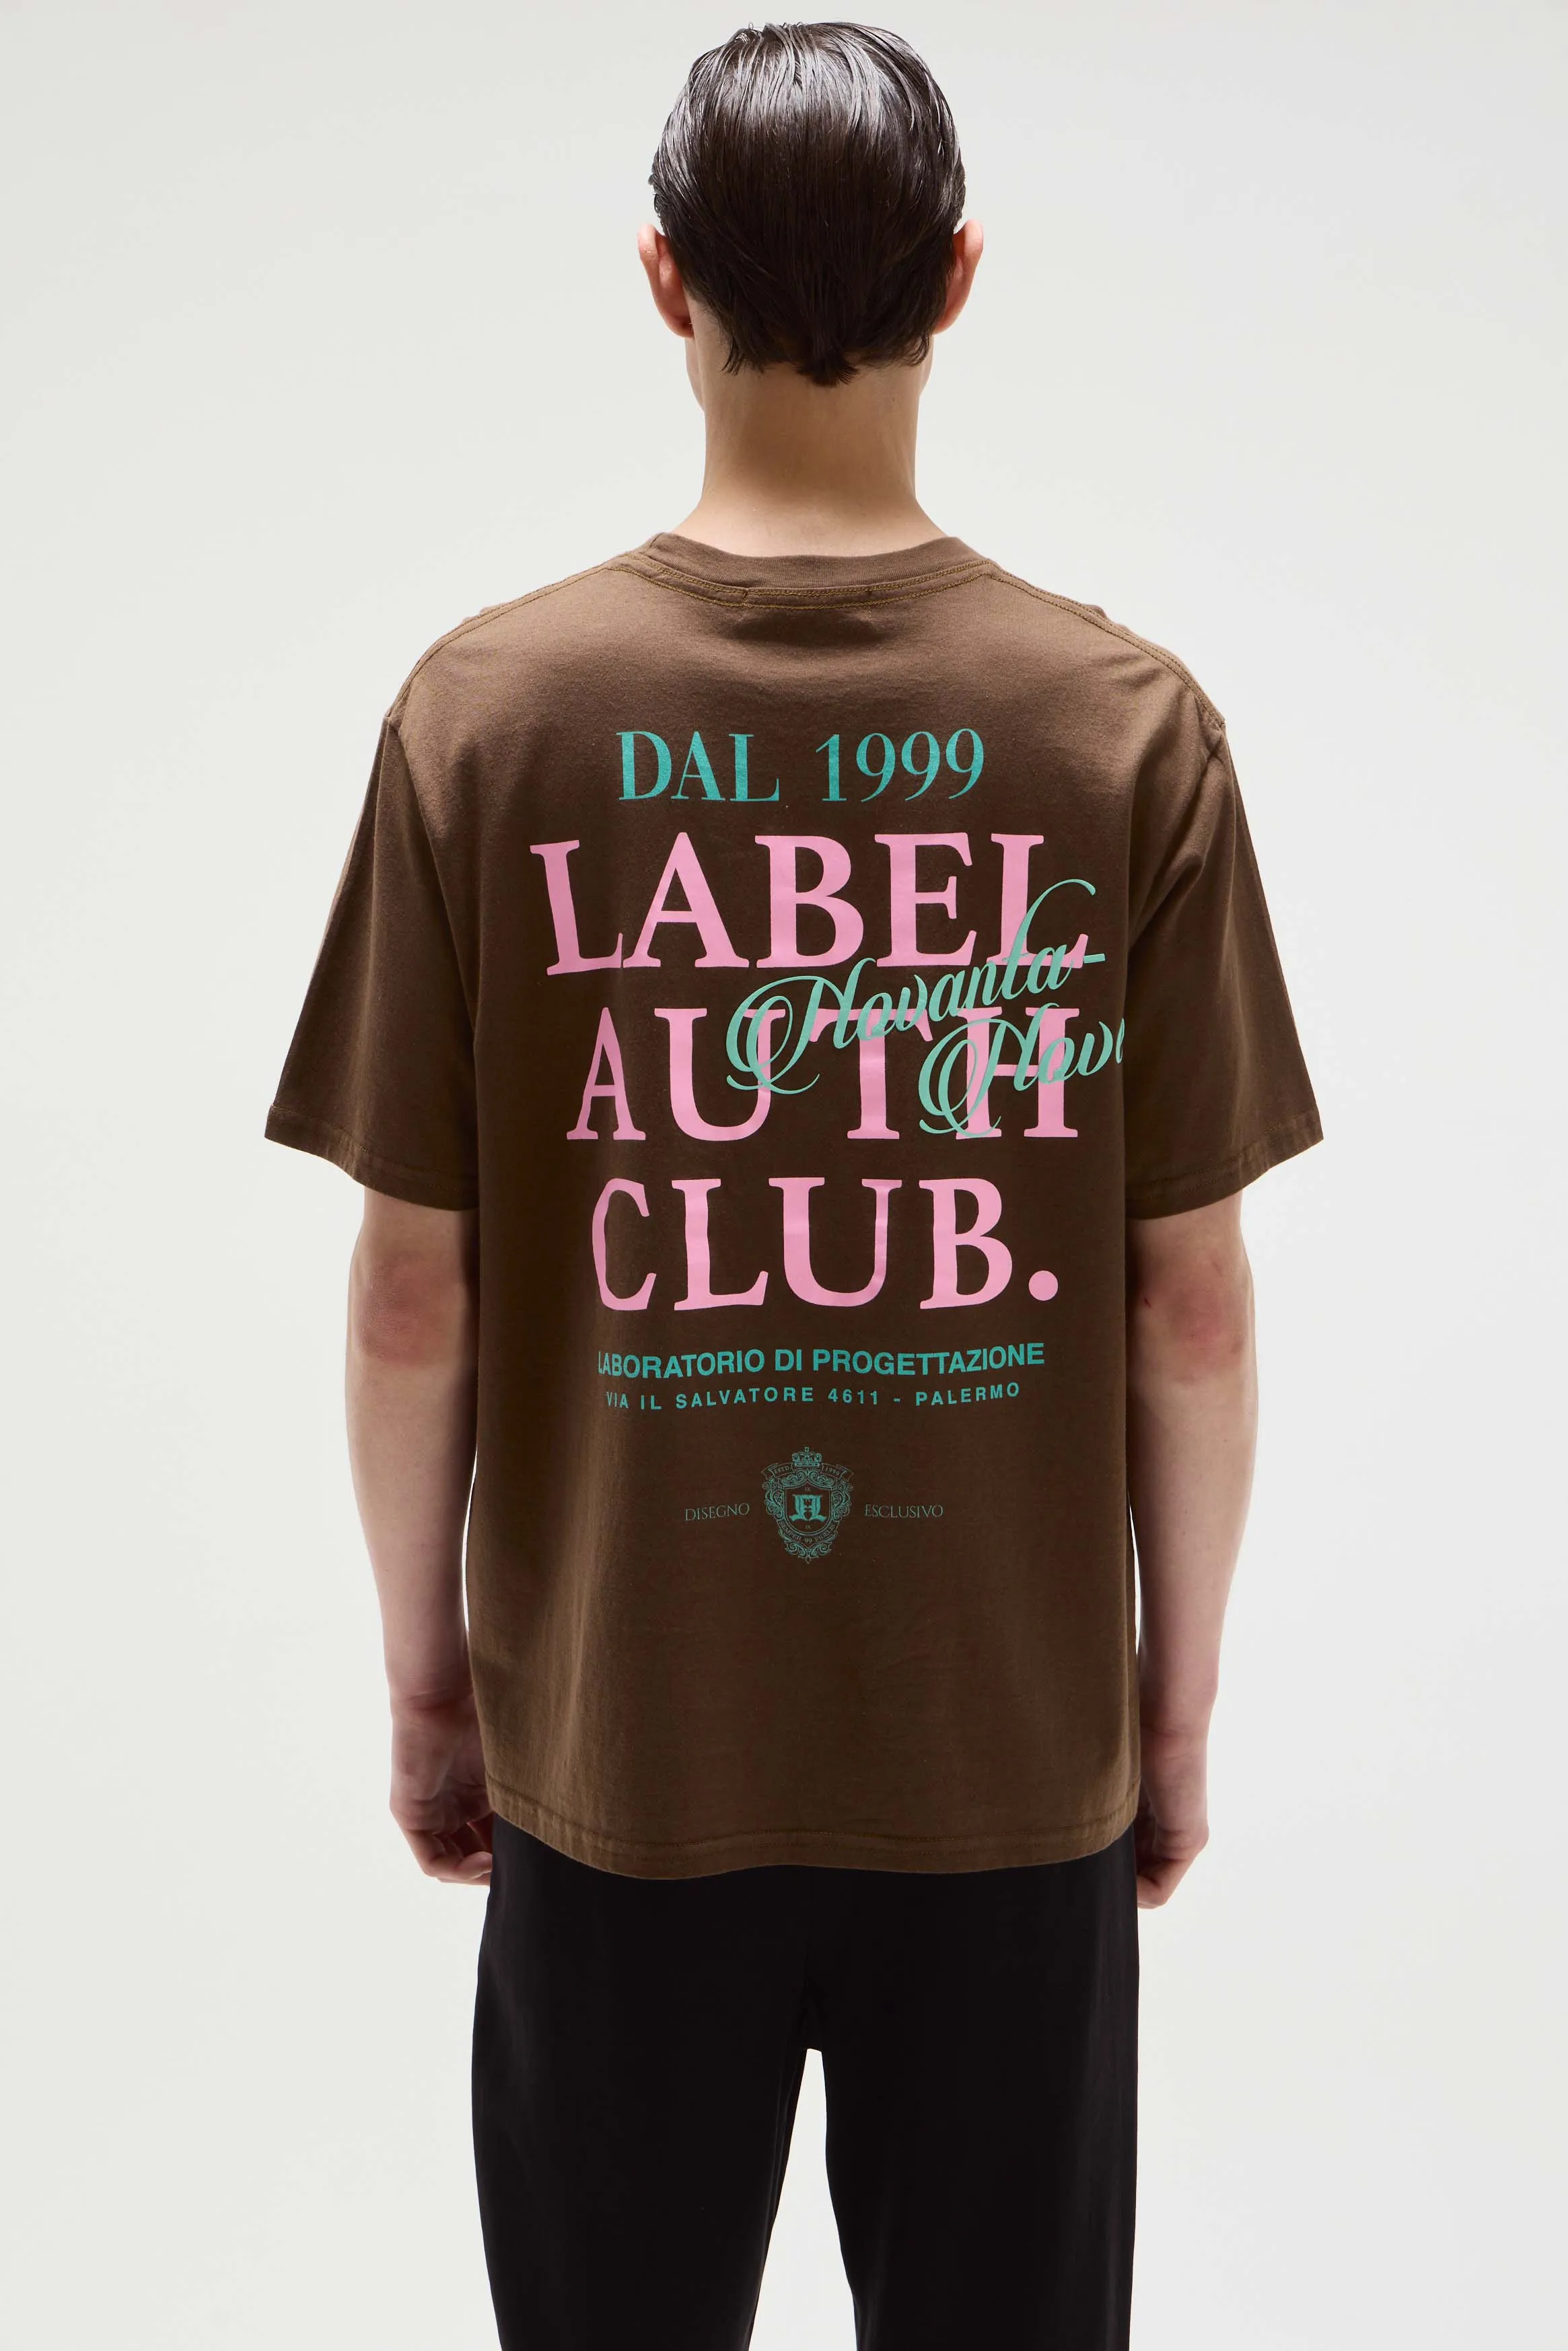 DAL 1999
LABEL
Novanta-
AUTH
Nove
CLUB.
LABORATORIO DI PROGETTAZIONE
VIA IL SALVATORE 4611 - PALERMO
DISEGNO ESCLUSIVO